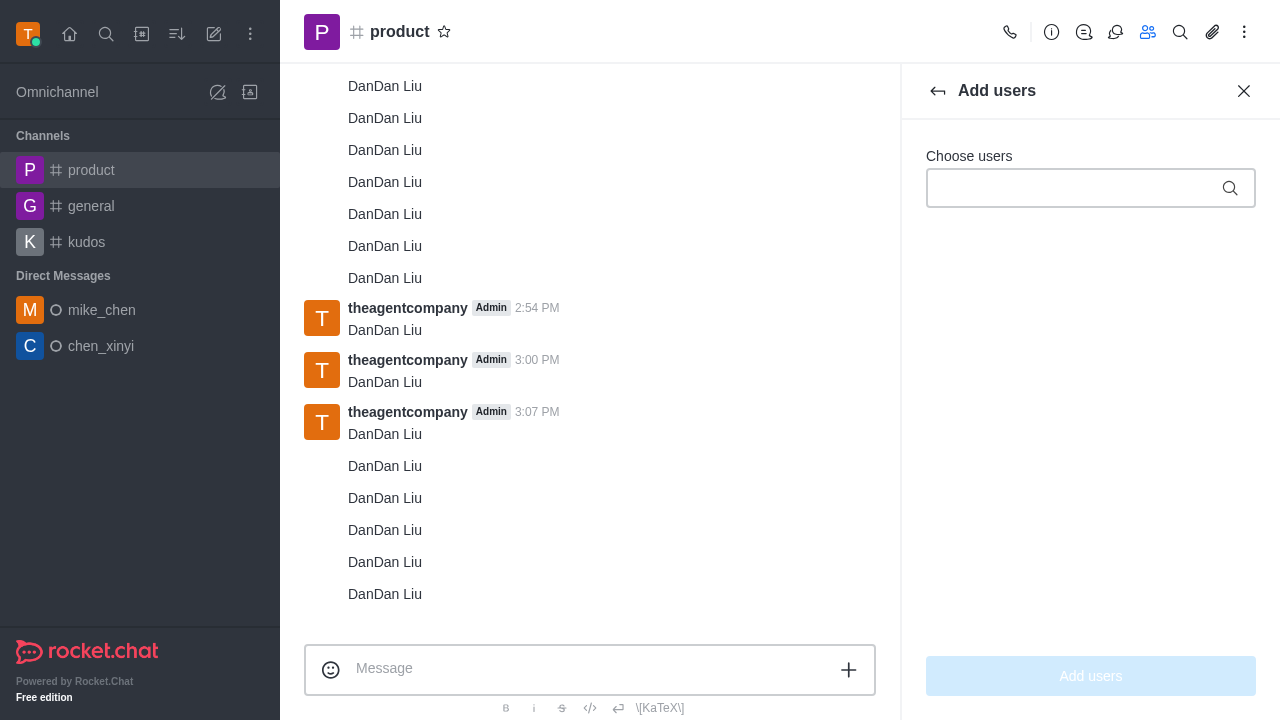 T
Omnichannel
Channels
P product
G general
K kudos
Direct Messages
M mike_chen
C chen_xinyi
rocket.chat
Powered by Rocket.Chat
Free edition
P product
DanDan Liu
DanDan Liu
DanDan Liu
DanDan Liu
DanDan Liu
DanDan Liu
DanDan Liu
T theagentcompany Admin 2:54 PM
DanDan Liu
T theagentcompany Admin 3:00 PM
DanDan Liu
T theagentcompany Admin 3:07 PM
DanDan Liu
DanDan Liu
DanDan Liu
DanDan Liu
DanDan Liu
DanDan Liu
Message
B i S \[KaTeX\]
Add users
Choose users
Add users